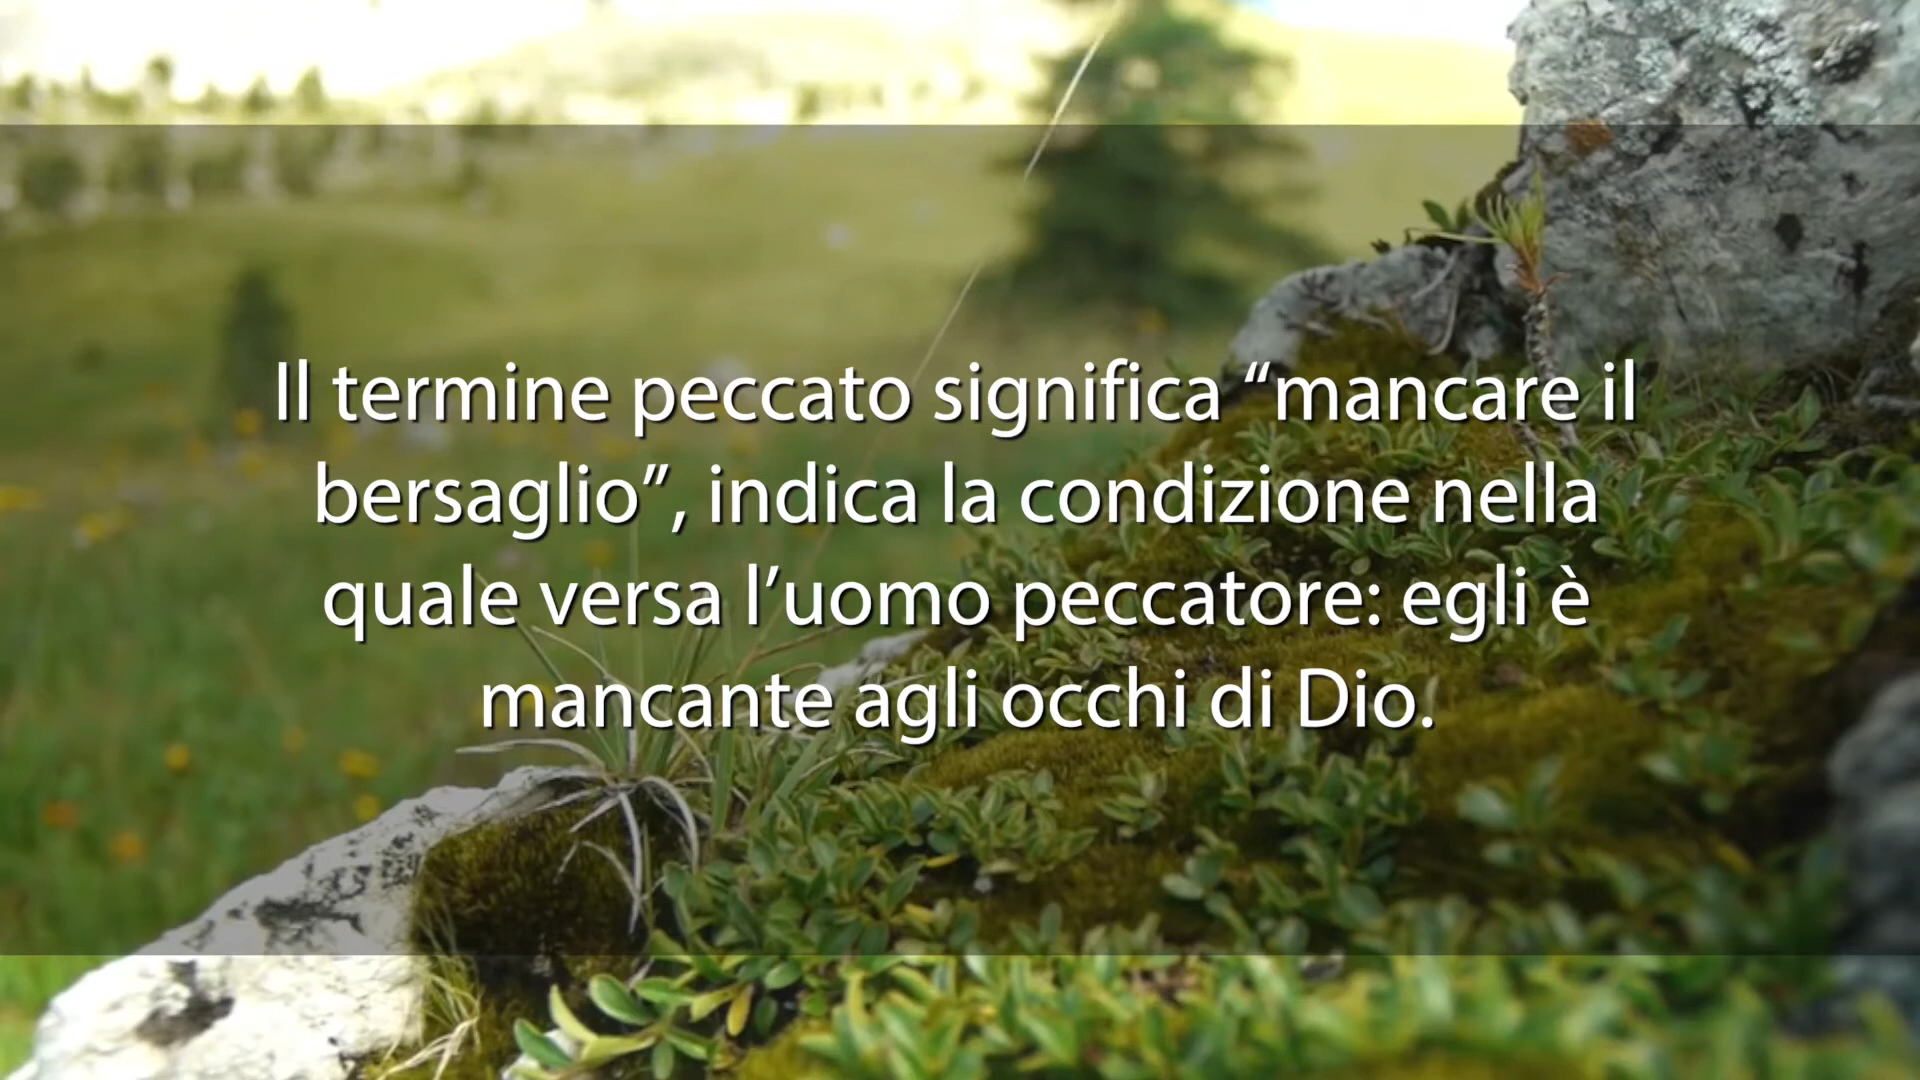 Il termine peccato significa “mancare il
bersaglio”, indica la condizione nella
quale versa l’uomo peccatore: egli è
mancante agli occhi di Dio.